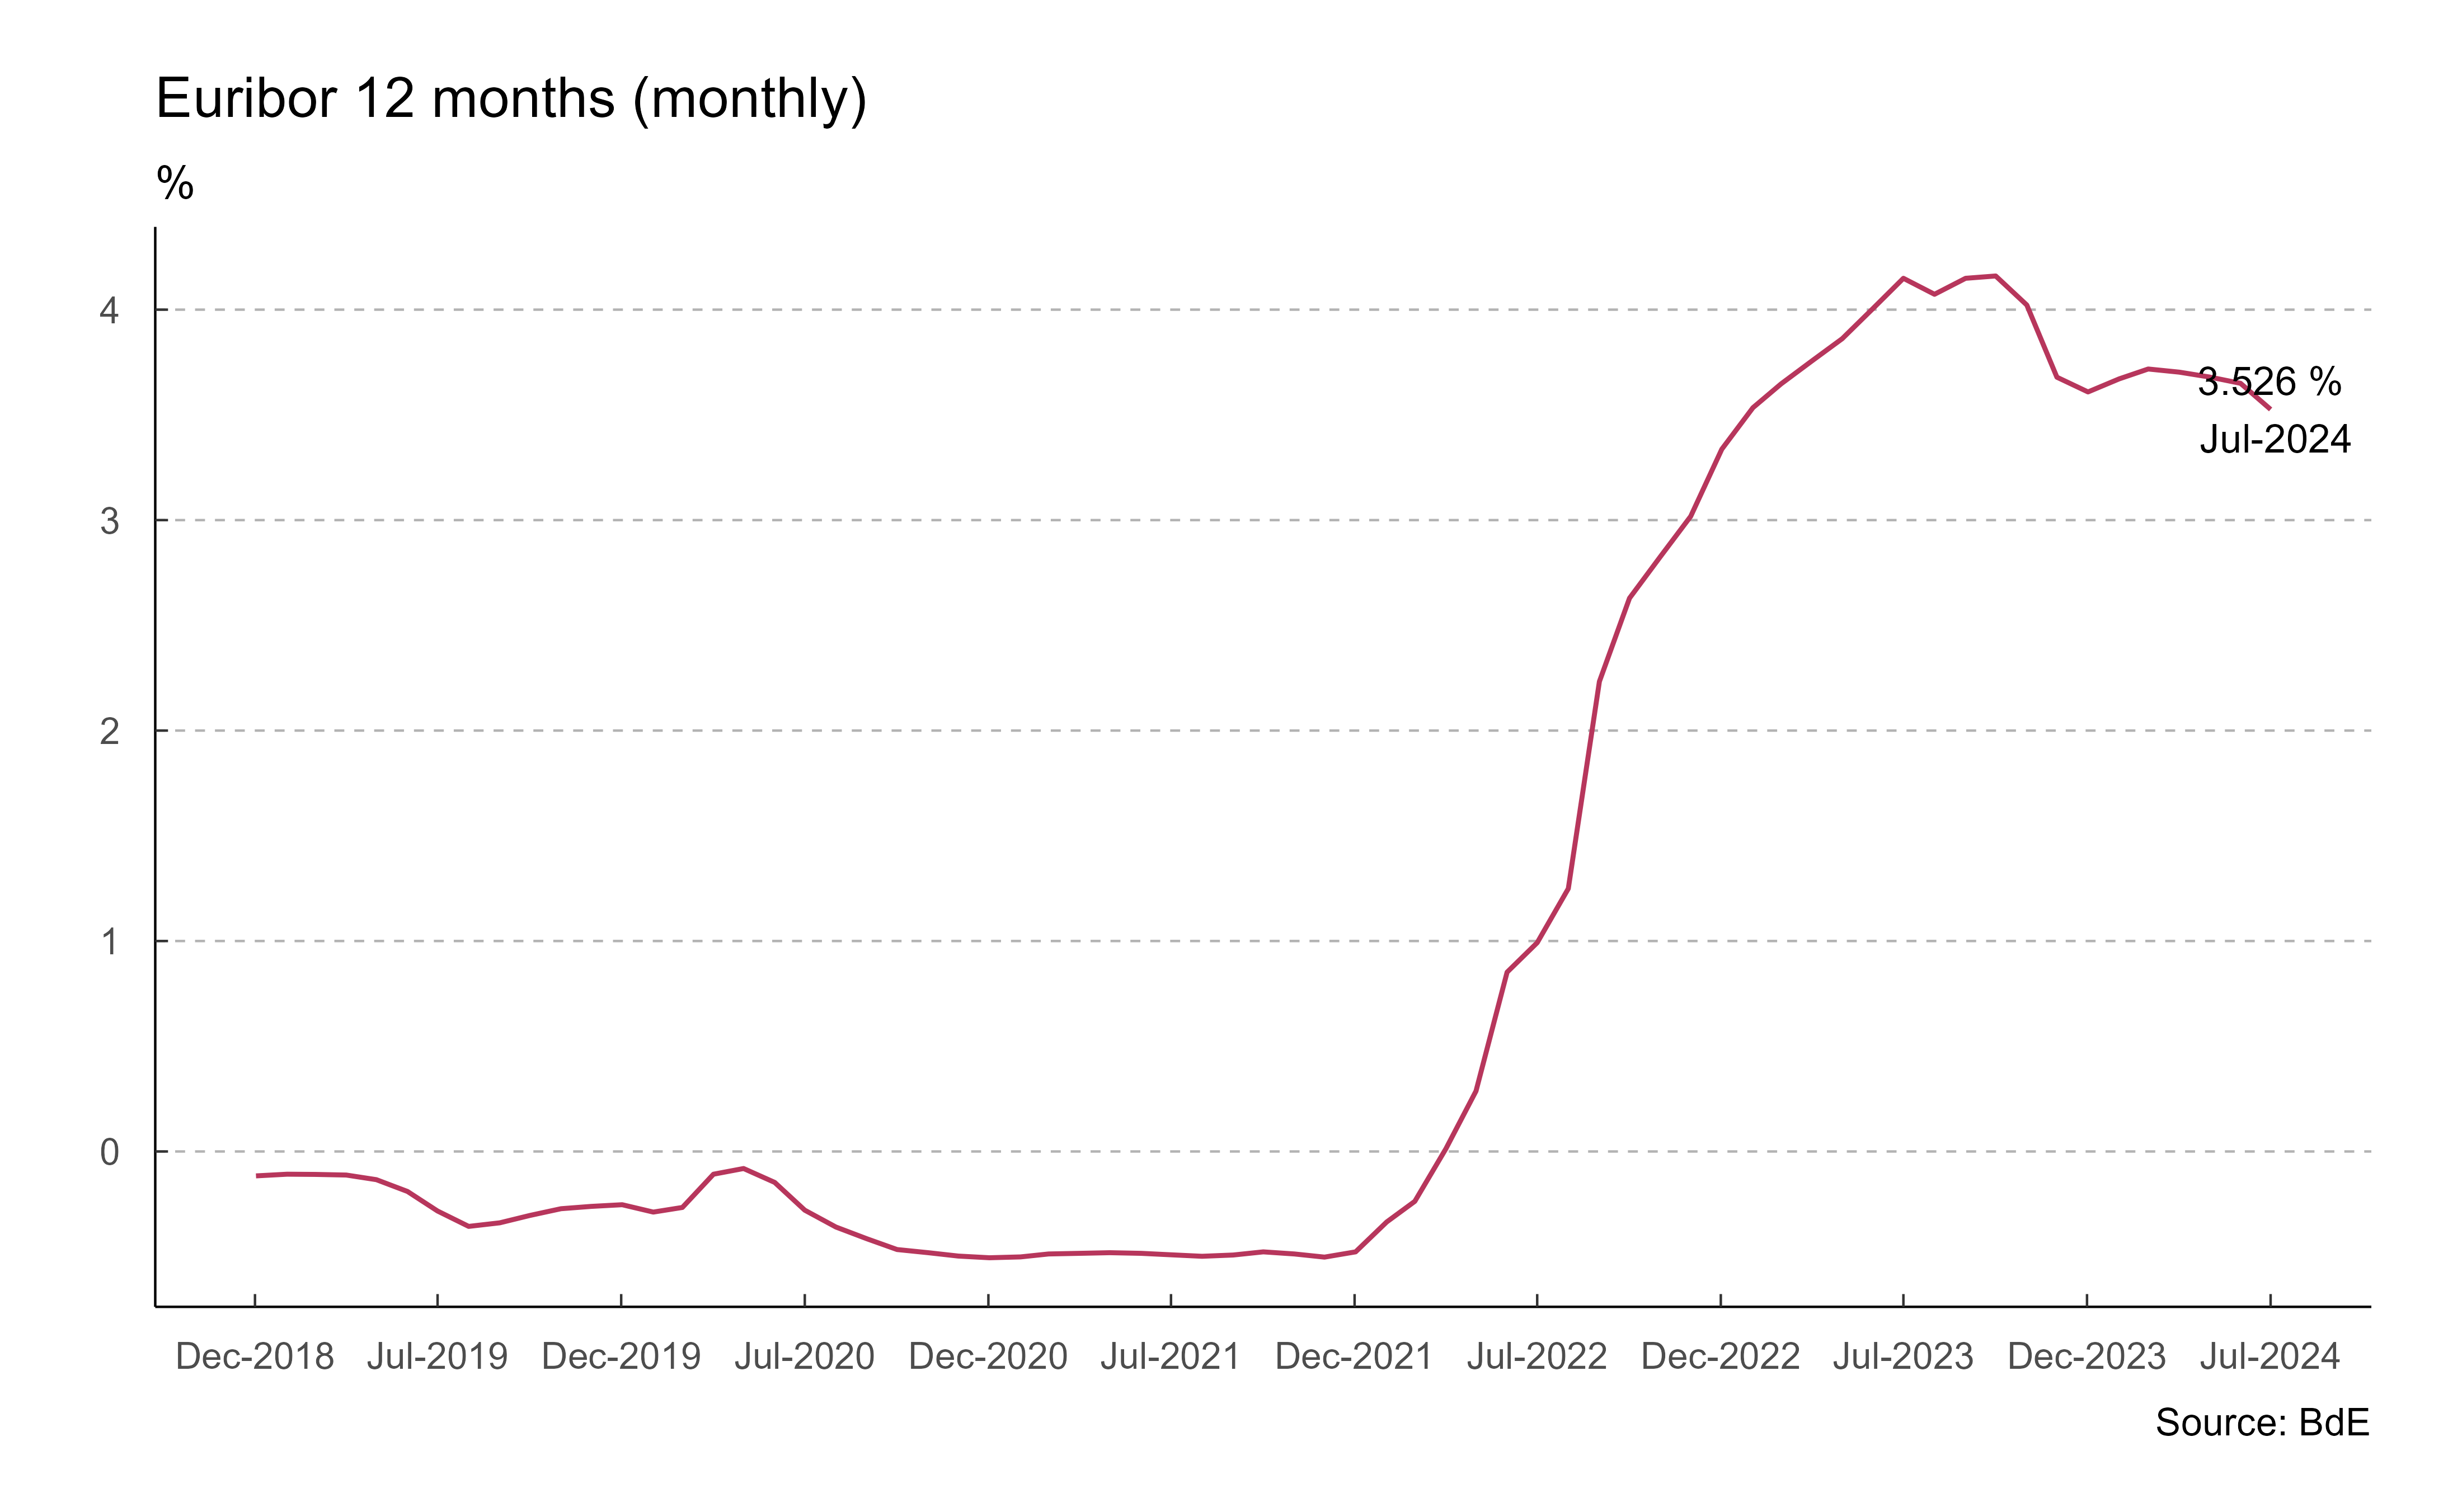 Euribor 12 months (monthly)
%
4
3.526 %
Jul-2024
3
2
1
0
Dec-2018 Jul-2019 Dec-2019 Jul-2020 Dec-2020 Jul-2021 Dec-2021 Jul-2022 Dec-2022 Jul-2023 Dec-2023 Jul-2024
Source: BdE